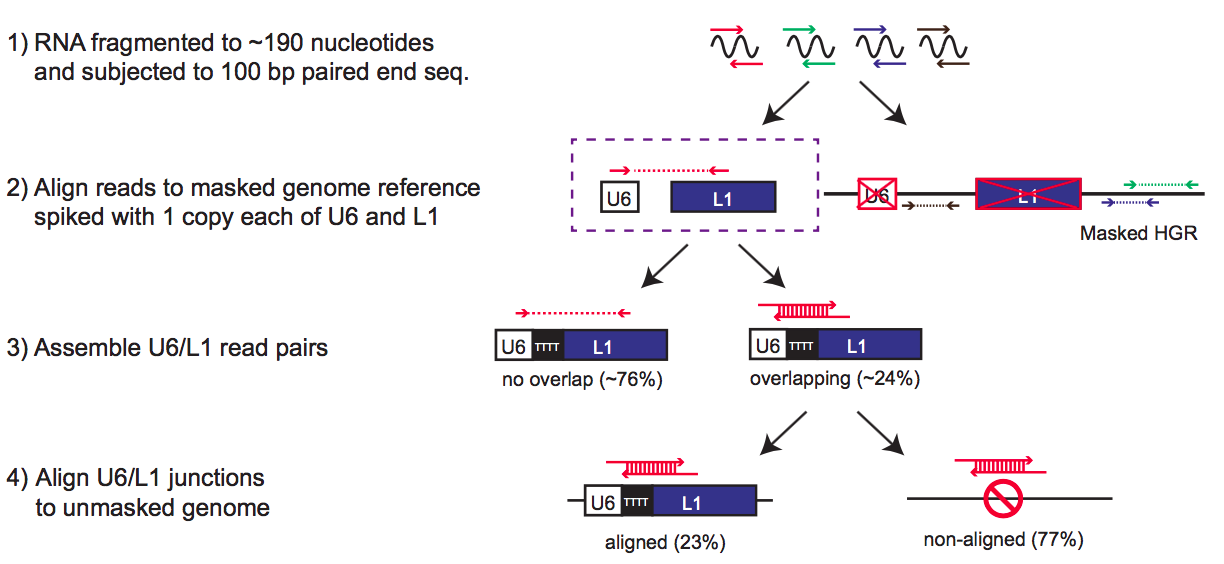 1) RNA fragmented to ~190 nucleotides
and subjected to 100 bp paired end seq.
2) Align reads to masked genome reference
spiked with 1 copy each of U6 and L1
U6
L1
U6
L1
Masked HGR
3) Assemble U6/L1 read pairs
U6 TTTT L1
no overlap (~76%)
U6 TTTT L1
overlapping (~24%)
4) Align U6/L1 junctions
to unmasked genome
U6 TTTT L1
aligned (23%)
non-aligned (77%)